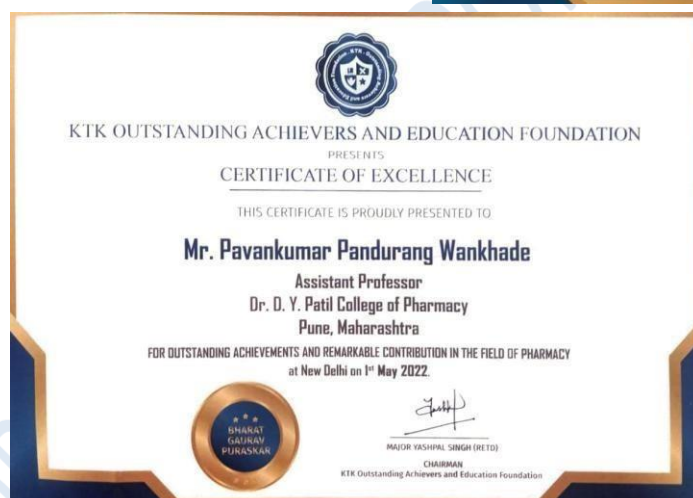 KTK OUTSTANDING ACHIEVERS AND EDUCATION FOUNDATION
PRESENTS
CERTIFICATE OF EXCELLENCE
THIS CERTIFICATE IS PROUDLY PRESENTED TO
Mr. Pavankumar Pandurang Wankhade
Assistant Professor
Dr. D. Y. Patil College of Pharmacy
Pune, Maharashtra
FOR OUTSTANDING ACHIEVEMENTS AND REMARKABLE CONTRIBUTION IN THE FIELD OF PHARMACY
at New Delhi on 1st May 2022.
BHARAT
GAURAV
PURASKAR
MAJOR YASHPAL SINGH (RETD)
CHAIRMAN
KTK Outstanding Achievers and Education Foundation